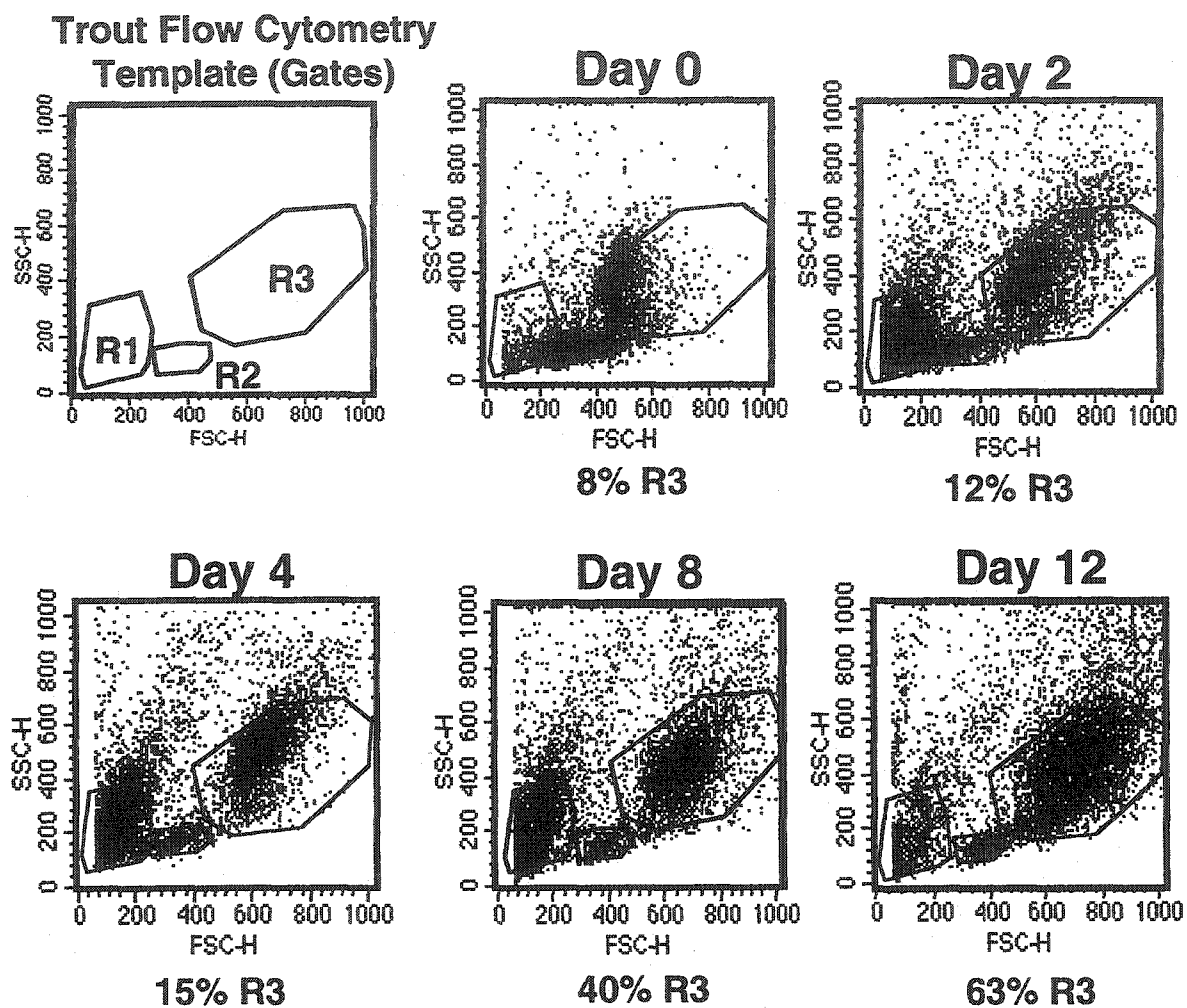 Trout Flow Cytometry
Template (Gates)
SSC-H
1000
800
600
400
200
0
R1
R2
R3
200
400
600
800
1000
FSC-H
Day 0
SSC-H
1000
800
600
400
200
0
0
200
400
600
800
1000
FSC-H
8% R3
Day 2
SSC-H
1000
800
600
400
200
0
0
200
400
600
800
1000
FSC-H
12% R3
Day 4
SSC-H
1000
800
600
400
200
0
0
200
400
600
800
1000
FSC-H
15% R3
Day 8
SSC-H
1000
800
600
400
200
0
0
200
400
600
800
1000
FSC-H
40% R3
Day 12
SSC-H
1000
800
600
400
200
0
0
200
400
600
800
1000
FSC-H
63% R3